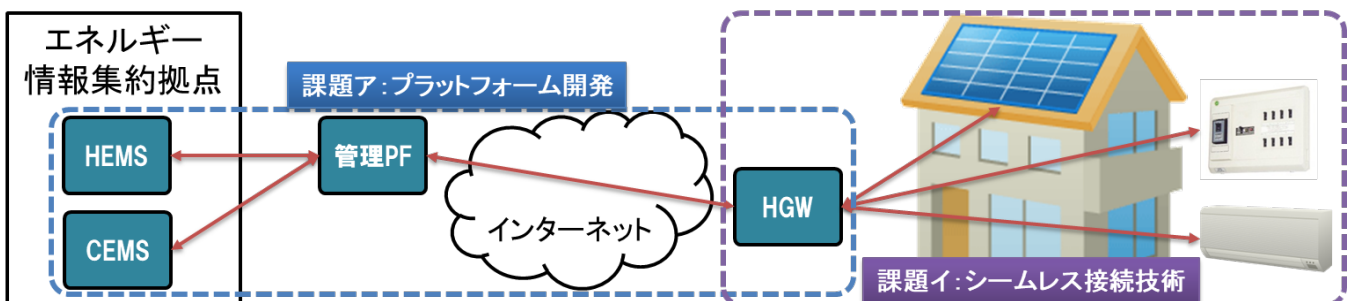 エネルギー
情報集約拠点
課題ア：プラットフォーム開発
HEMS
管理PF
CEMS
インターネット
HGW
課題イ：シームレス接続技術